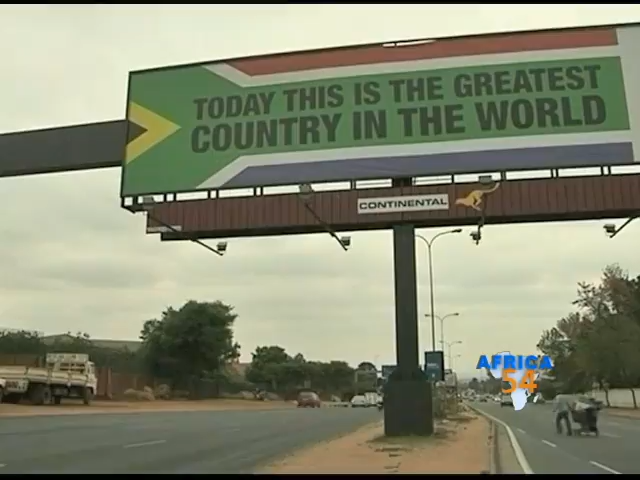 TODAY THIS IS THE GREATEST
COUNTRY IN THE WORLD
CONTINENTAL
AFRICA
54